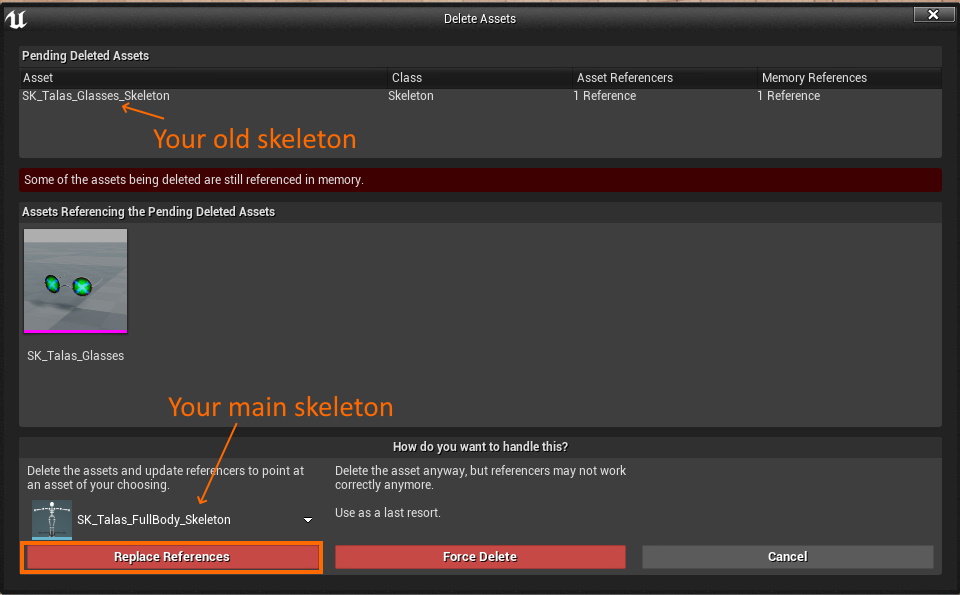 Delete Assets
Pending Deleted Assets
Asset Class Asset Referencers Memory References
SK_Talas_Glasses_Skeleton Skeleton 1 Reference 1 Reference
Your old skeleton
Some of the assets being deleted are still referenced in memory.
Assets Referencing the Pending Deleted Assets
SK_Talas_Glasses
Your main skeleton
How do you want to handle this?
Delete the assets and update referencers to point at
an asset of your choosing.
SK_Talas_FullBody_Skeleton
Replace References
Delete the asset anyway, but referencers may not work
correctly anymore.
Use as a last resort.
Force Delete
Cancel